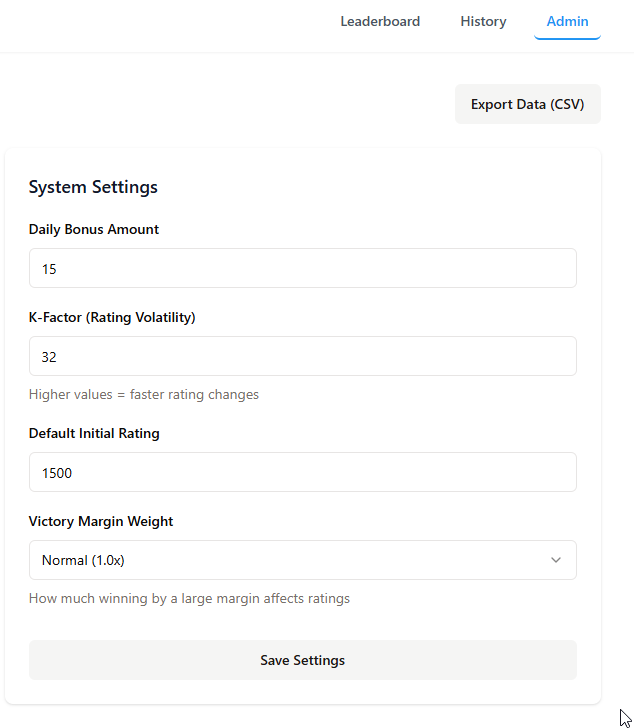 Leaderboard History Admin
Export Data (CSV)
System Settings
Daily Bonus Amount
15
K-Factor (Rating Volatility)
32
Higher values = faster rating changes
Default Initial Rating
1500
Victory Margin Weight
Normal (1.0x)
How much winning by a large margin affects ratings
Save Settings